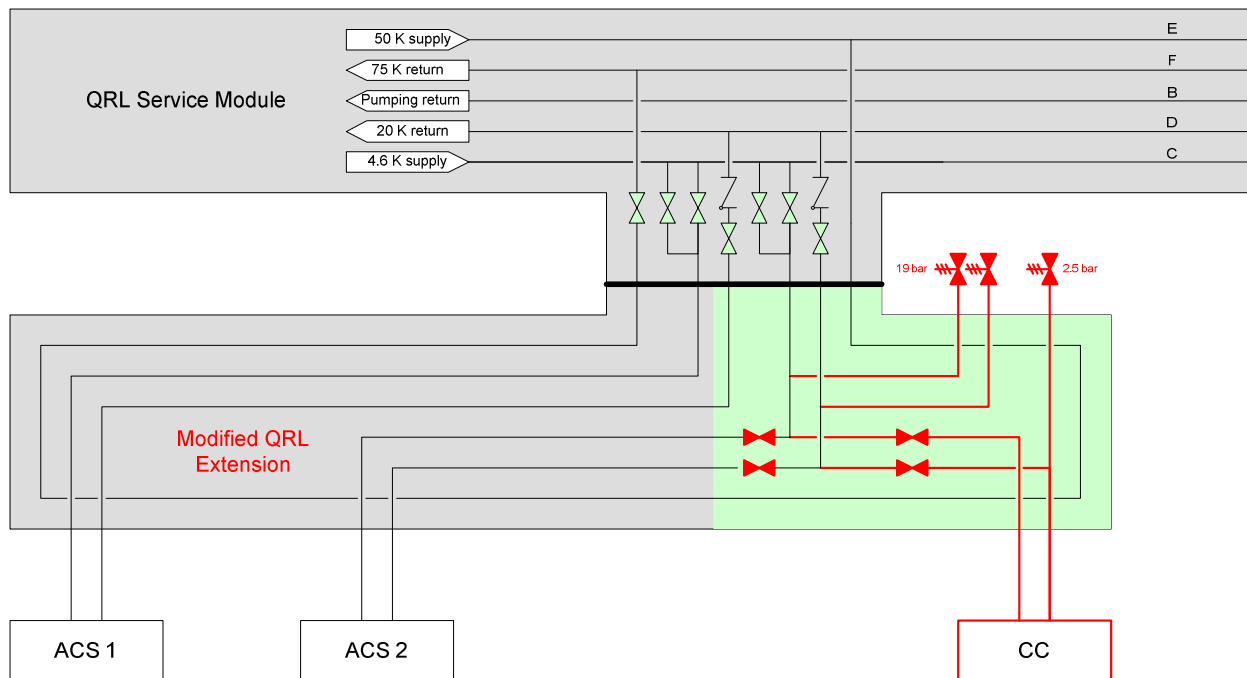 50 K supply
E
75 K return
F
QRL Service Module
Pumping return
B
20 K return
D
4.6 K supply
C
19 bar
2.5 bar
Modified QRL
Extension
ACS 1
ACS 2
CC